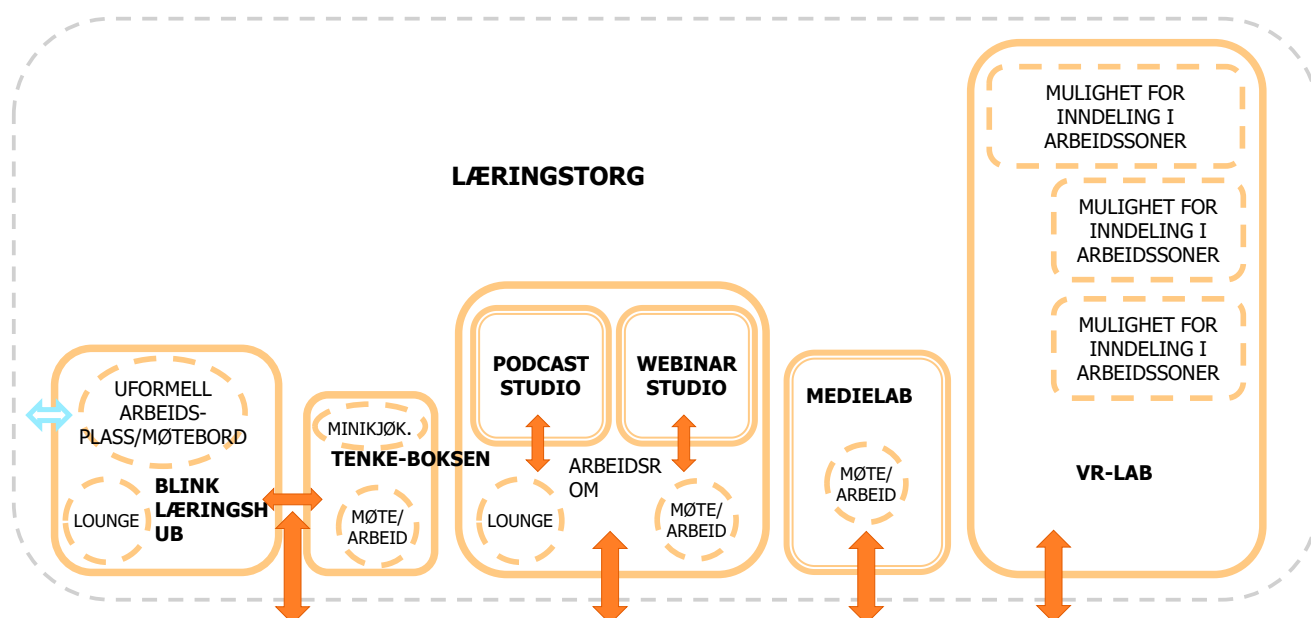 LÆRINGSTORG
UFORMELL
ARBEIDS-
PLASS/MØTEBORD
BLINK
LÆRINGSH
UB
LOUNGE
MINIKJØK.
TENKE-BOKSEN
MØTE/
ARBEID
PODCAST
STUDIO
WEBINAR
STUDIO
ARBEIDSR
OM
LOUNGE
MØTE/
ARBEID
MEDIELAB
MØTE/
ARBEID
MULIGHET FOR
INNDELING I
ARBEIDSSONER
MULIGHET FOR
INNDELING I
ARBEIDSSONER
MULIGHET FOR
INNDELING I
ARBEIDSSONER
VR-LAB